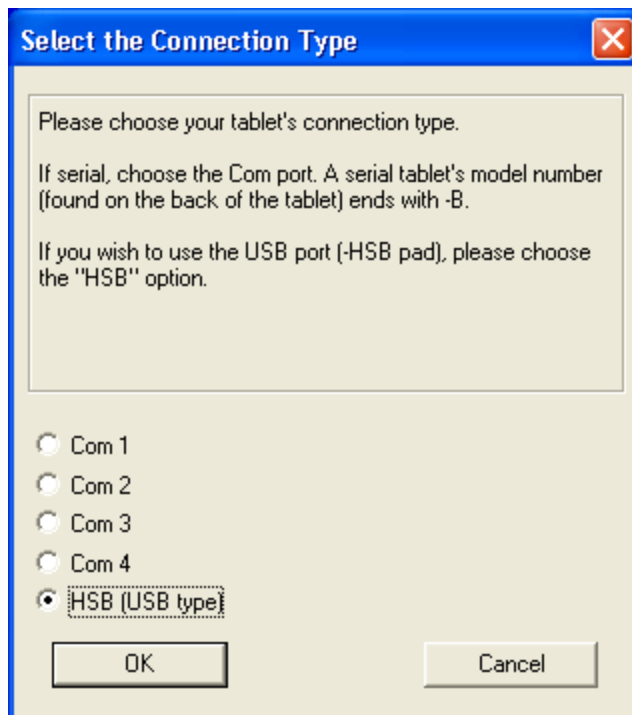 Select the Connection Type
Please choose your tablet's connection type.
If serial, choose the Com port. A serial tablet's model number
(found on the back of the tablet) ends with -B.
If you wish to use the USB port (-HSB pad), please choose
the "HSB" option.
Com 1
Com 2
Com 3
Com 4
HSB (USB type)
OK
Cancel